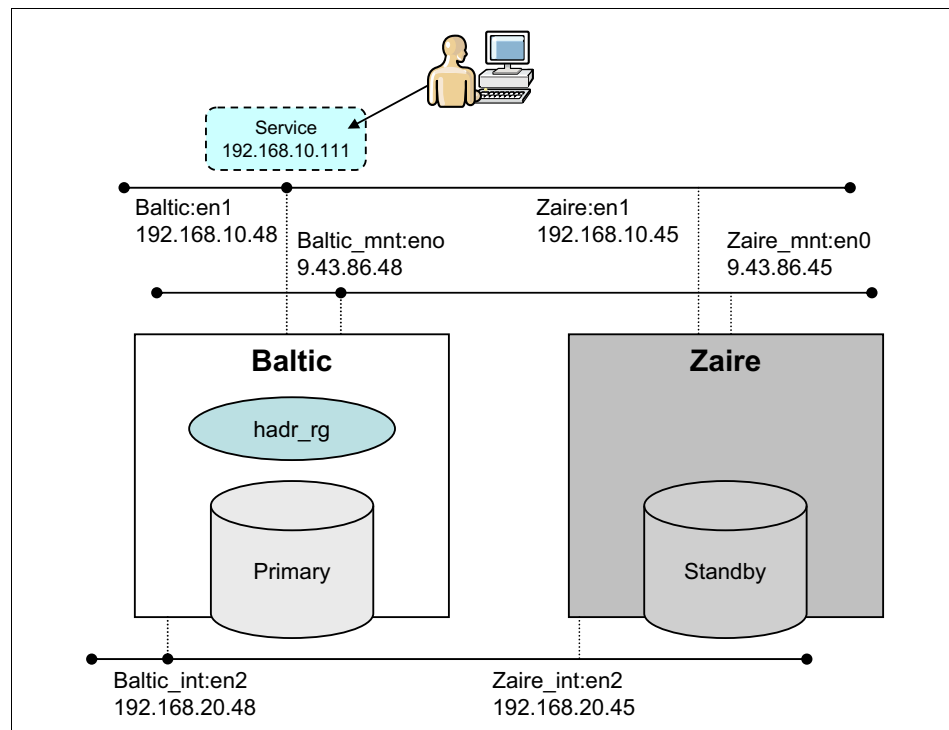 Service
192.168.10.111
Baltic:en1
192.168.10.48
Zaire:en1
192.168.10.45
Baltic_mnt:eno
9.43.86.48
Zaire_mnt:en0
9.43.86.45
Baltic
Zaire
hadr_rg
Primary
Standby
Baltic_int:en2
192.168.20.48
Zaire_int:en2
192.168.20.45